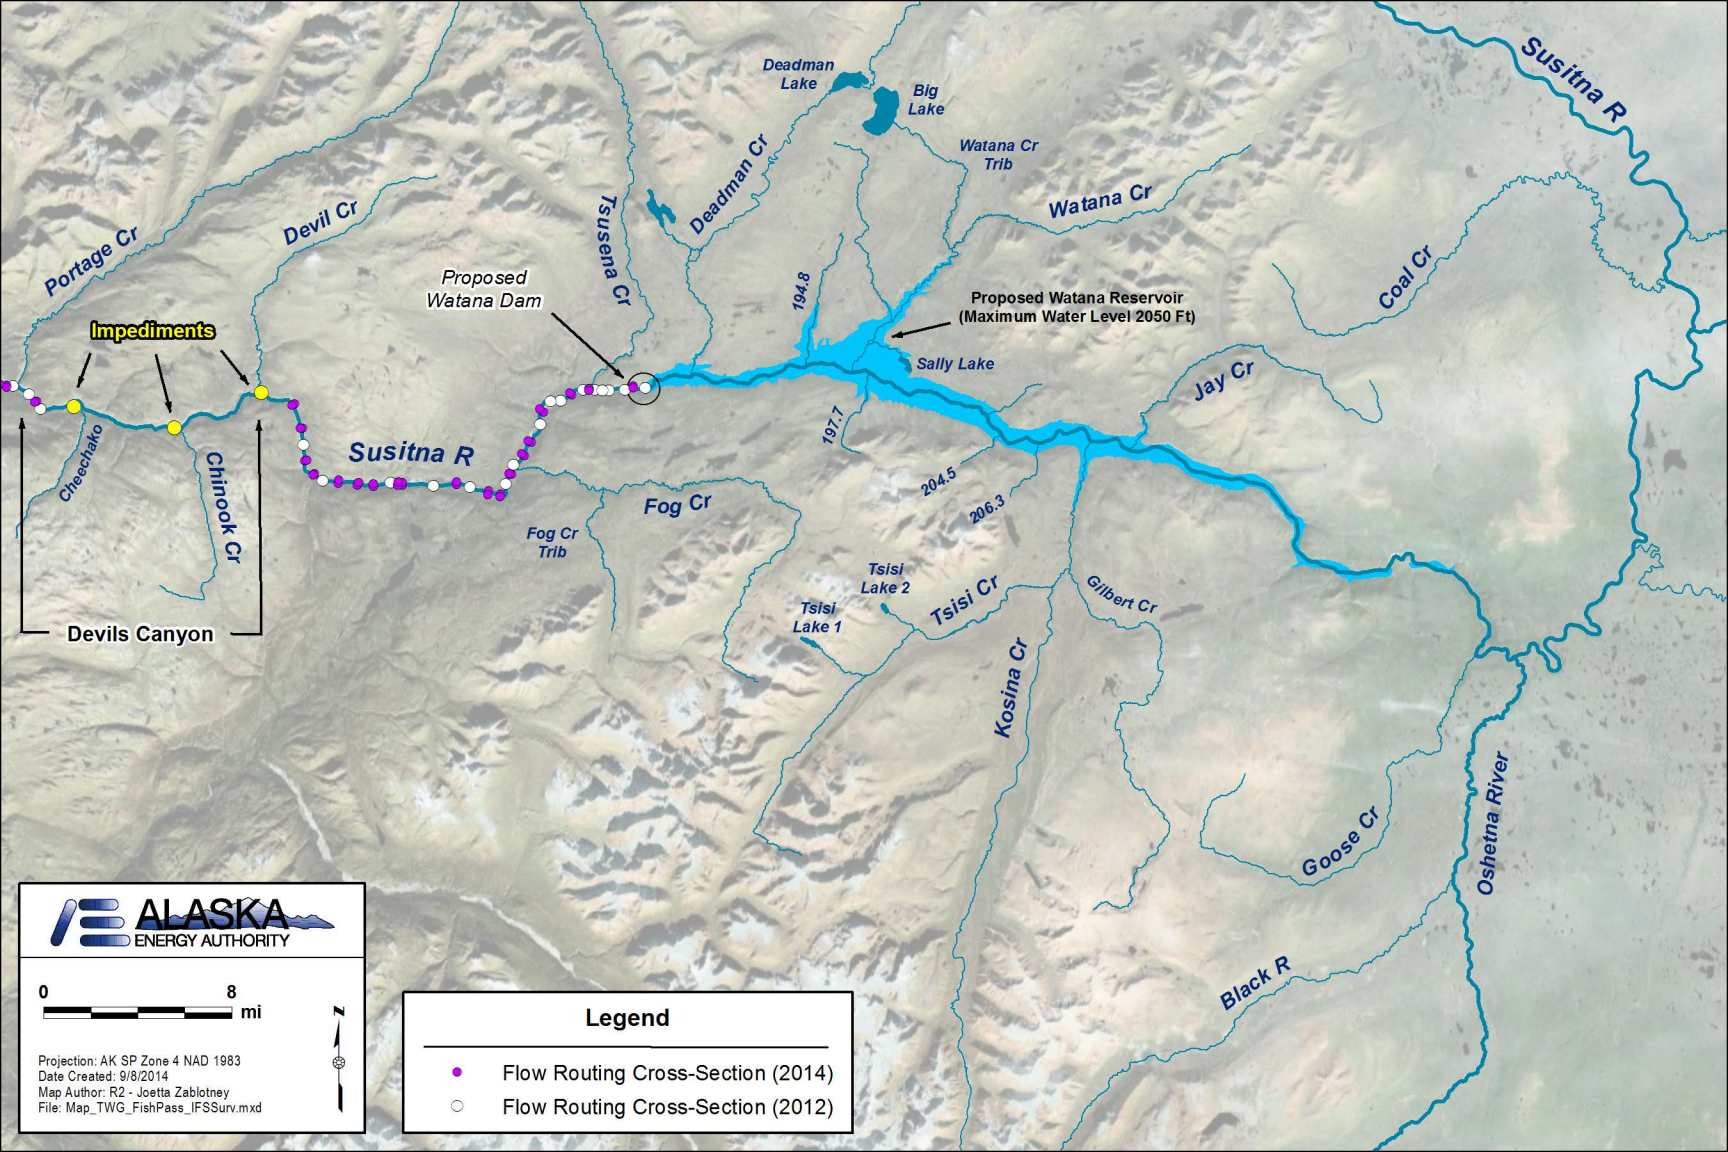 Susitna R
Deadman
Lake
Big
Lake
Watana Cr
Trib
Deadman Cr
Watana Cr
Tsusena Cr
Devil Cr
Portage Cr
Coal Cr
Proposed
Watana Dam
194.8
Proposed Watana Reservoir
(Maximum Water Level 2050 Ft)
Impediments
Sally Lake
Jay Cr
197.7
Cheechako
Chinook Cr
Susitna R
204.5
206.3
Fog Cr
Fog Cr
Trib
Tsisi
Lake 2
Tsisi Cr
Gilbert Cr
Tsisi
Lake 1
Devils Canyon
Kosina Cr
Oshetna River
Goose Cr
Black R
ALASKA
ENERGY AUTHORITY
0 8
mi
N
Projection: AK SP Zone 4 NAD 1983
Date Created: 9/8/2014
Map Author: R2 - Joetta Zablotney
File: Map_TWG_FishPass_IFSSurv.mxd
Legend
Flow Routing Cross-Section (2014)
Flow Routing Cross-Section (2012)